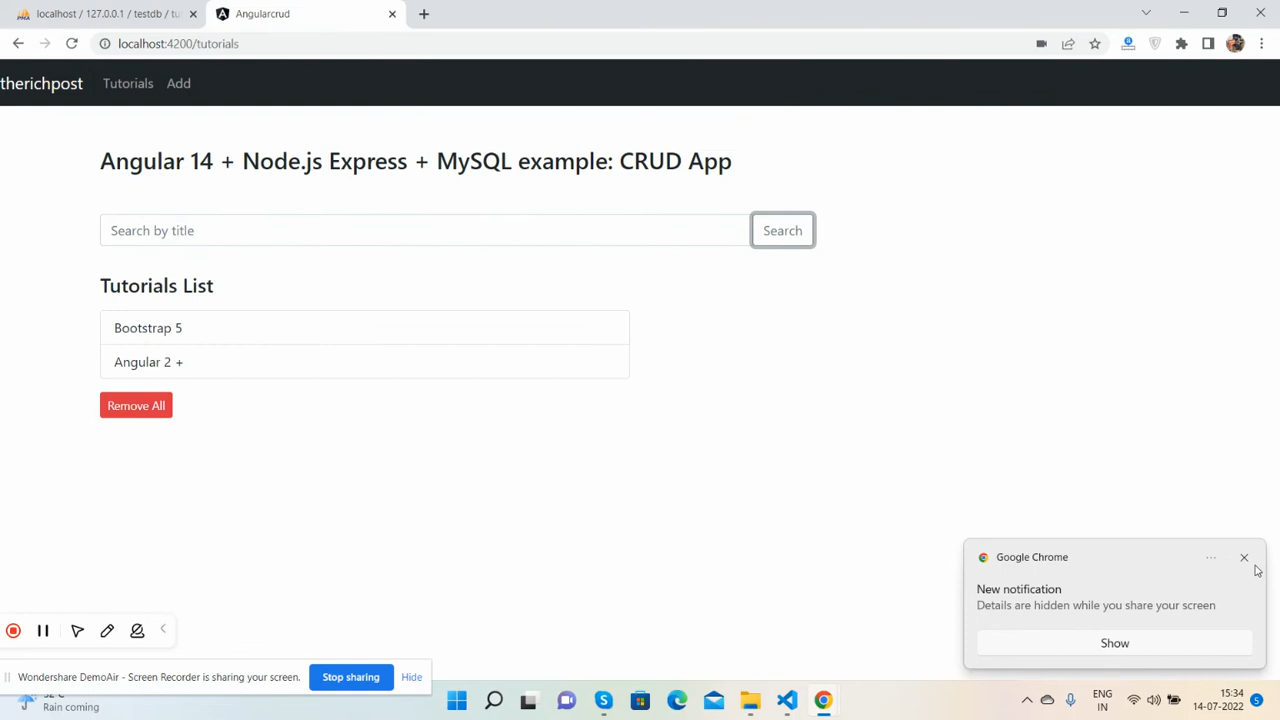 localhost / 127.0.0.1 / testdb / tu
Angularcrud
localhost:4200/tutorials
therichpost
Tutorials
Add
Angular 14 + Node.js Express + MySQL example: CRUD App
Search by title
Search
Tutorials List
Bootstrap 5
Angular 2 +
Remove All
Google Chrome
New notification
Details are hidden while you share your screen
Show
Wondershare DemoAir - Screen Recorder is sharing your screen.
Stop sharing
Hide
Rain coming
ENG
IN
15:34
14-07-2022
5